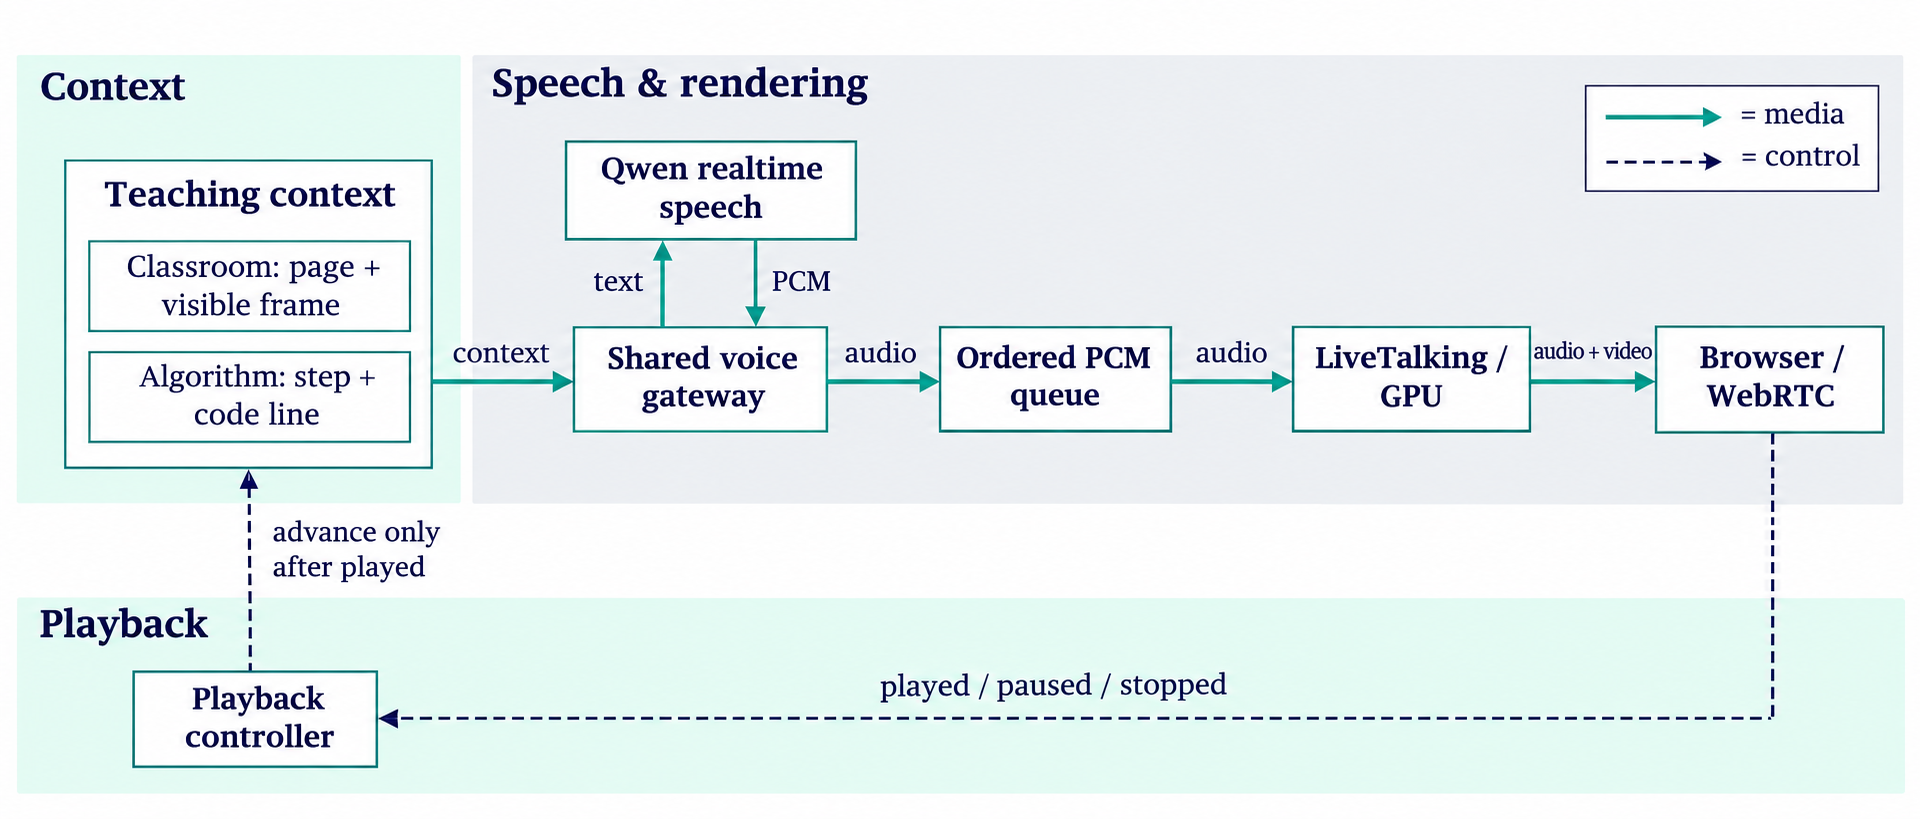 Context
Speech & rendering
= media
= control
Qwen realtime
speech
Teaching context
Classroom: page +
visible frame
Algorithm: step +
code line
text
PCM
context
Shared voice
gateway
audio
Ordered PCM
queue
audio
LiveTalking /
GPU
audio + video
Browser /
WebRTC
advance only
after played
Playback
Playback
controller
played / paused / stopped